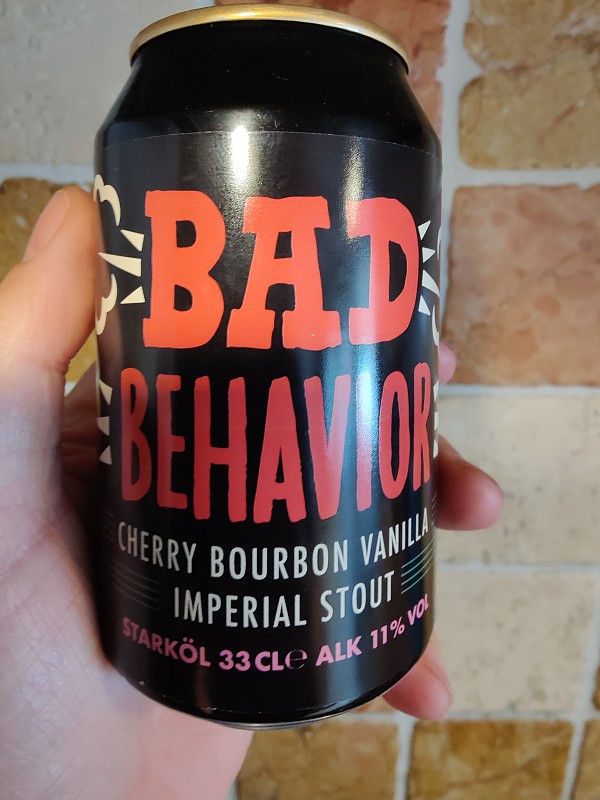 BAD
BEHAVIOR
CHERRY BOURBON VANILLA
IMPERIAL STOUT
STARKÖL 33 CL℮ ALK 11% VOL